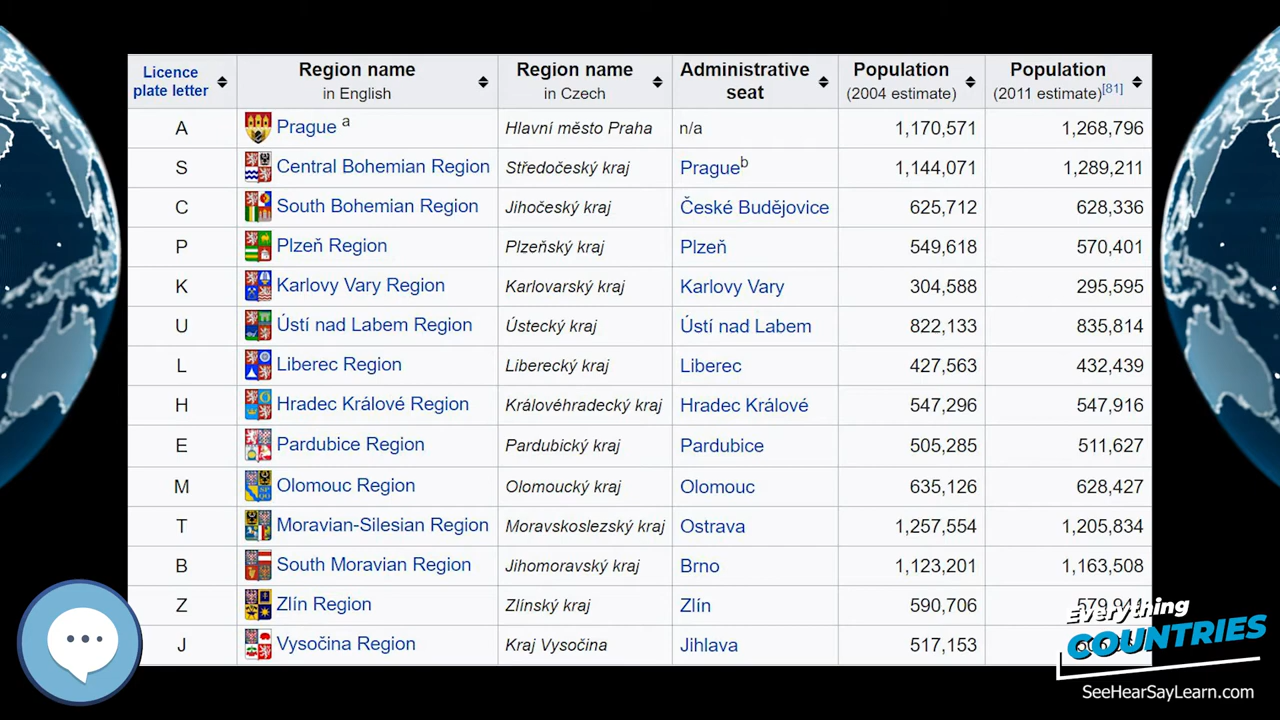 Licence plate letter Region name in English Region name in Czech Administrative seat Population (2004 estimate) Population (2011 estimate)[81]
A Prague a Hlavní město Praha n/a 1,170,571 1,268,796
S Central Bohemian Region Středočeský kraj Prague b 1,144,071 1,289,211
C South Bohemian Region Jihočeský kraj České Budějovice 625,712 628,336
P Plzeň Region Plzeňský kraj Plzeň 549,618 570,401
K Karlovy Vary Region Karlovarský kraj Karlovy Vary 304,588 295,595
U Ústí nad Labem Region Ústecký kraj Ústí nad Labem 822,133 835,814
L Liberec Region Liberecký kraj Liberec 427,563 432,439
H Hradec Králové Region Královéhradecký kraj Hradec Králové 547,296 547,916
E Pardubice Region Pardubický kraj Pardubice 505,285 511,627
M Olomouc Region Olomoucký kraj Olomouc 635,126 628,427
T Moravian-Silesian Region Moravskoslezský kraj Ostrava 1,257,554 1,205,834
B South Moravian Region Jihomoravský kraj Brno 1,123,201 1,163,508
Z Zlín Region Zlínský kraj Zlín 590,706
J Vysočina Region Kraj Vysočina Jihlava 517,153
Everything
COUNTRIES
SeeHearSayLearn.com